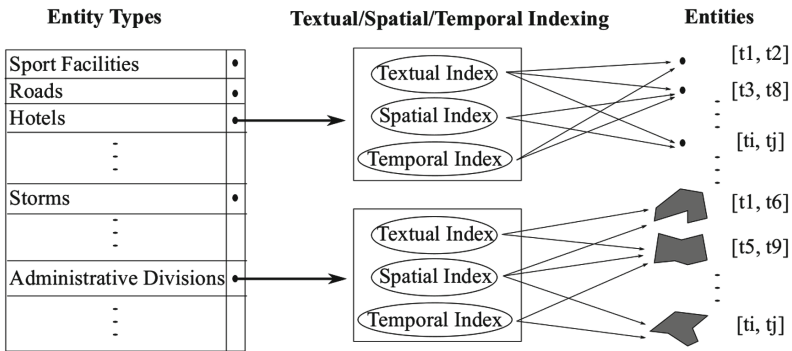 Entity Types
Textual/Spatial/Temporal Indexing
Entities
Sport Facilities
Roads
Hotels
Storms
Administrative Divisions
Textual Index
Spatial Index
Temporal Index
Textual Index
Spatial Index
Temporal Index
[t1, t2]
[t3, t8]
[ti, tj]
[t1, t6]
[t5, t9]
[ti, tj]